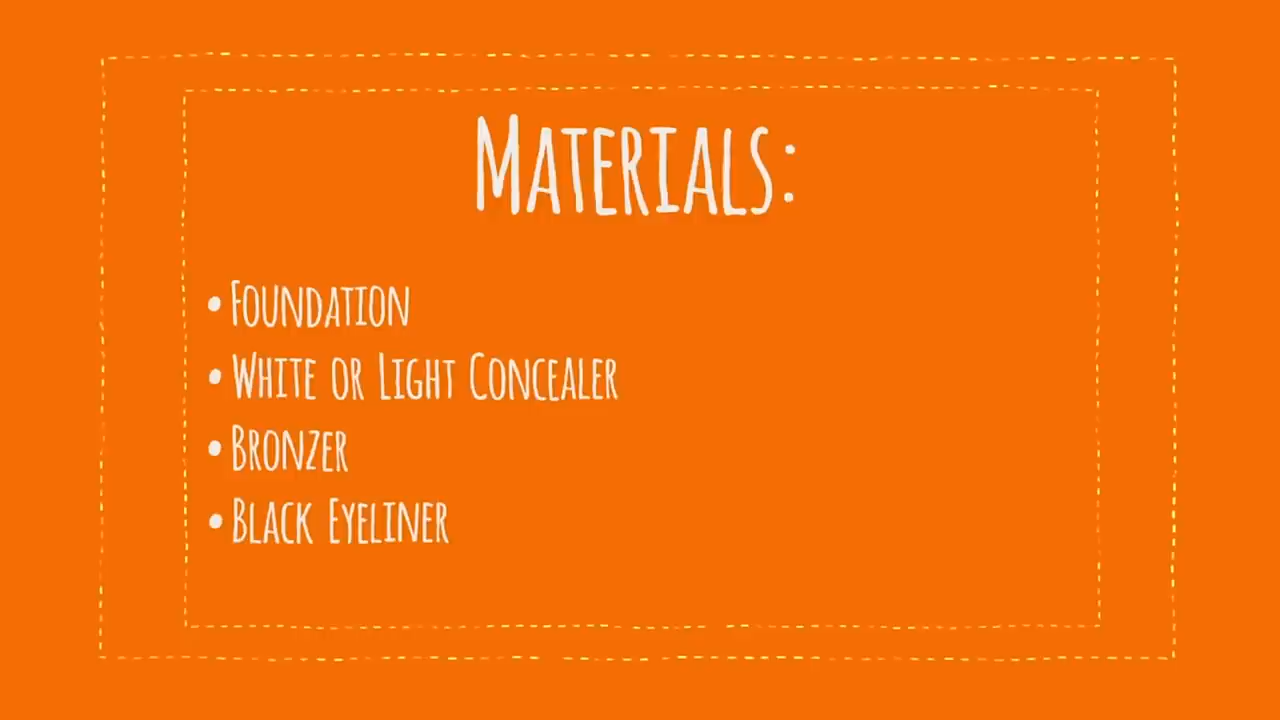 Materials:
• Foundation
• White or Light Concealer
• Bronzer
• Black Eyeliner